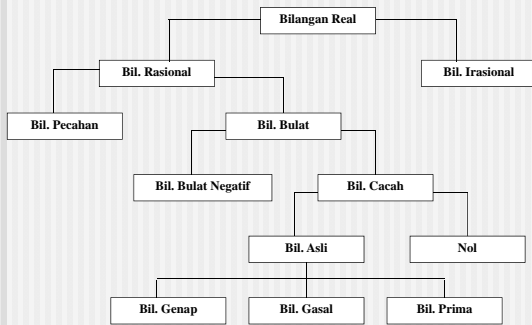 Bilangan Real
Bil. Rasional
Bil. Irasional
Bil. Pecahan
Bil. Bulat
Bil. Bulat Negatif
Bil. Cacah
Bil. Asli
Nol
Bil. Genap
Bil. Gasal
Bil. Prima